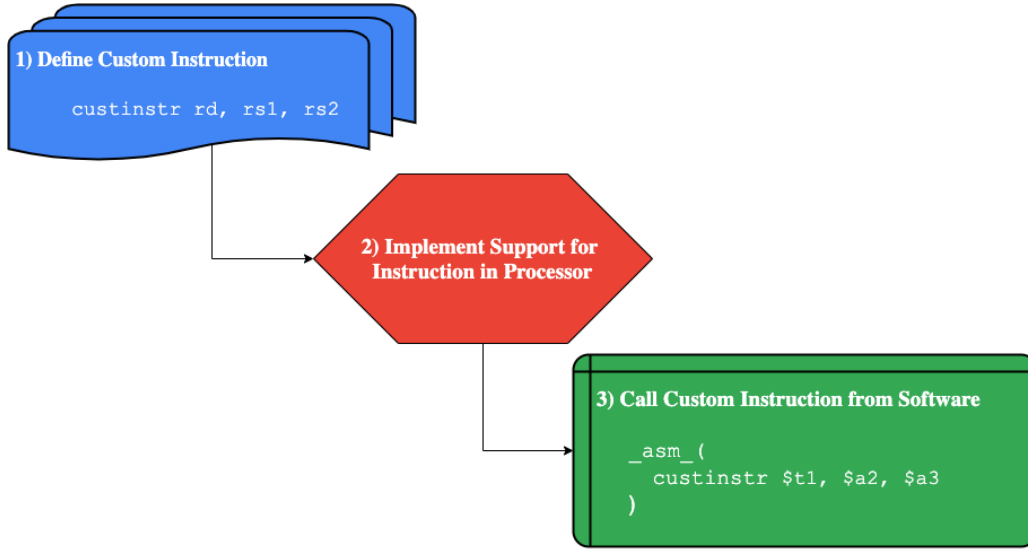 1) Define Custom Instruction
custinstr rd, rs1, rs2
2) Implement Support for
Instruction in Processor
3) Call Custom Instruction from Software
_asm_(
custinstr $t1, $a2, $a3
)